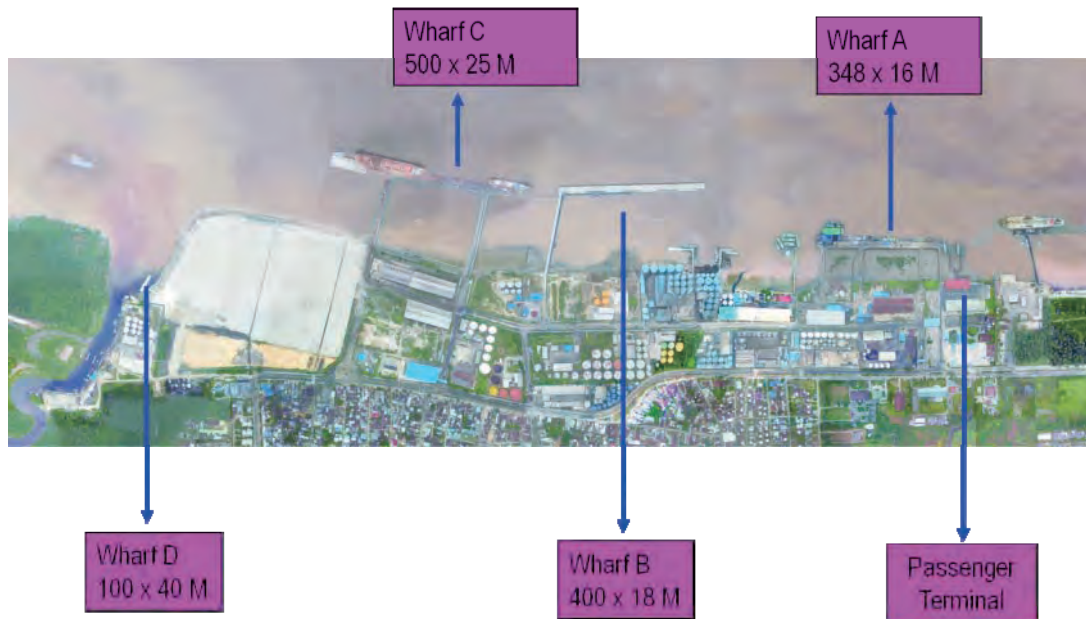 Wharf C
500 x 25 M
Wharf A
348 x 16 M
Wharf D
100 x 40 M
Wharf B
400 x 18 M
Passenger
Terminal